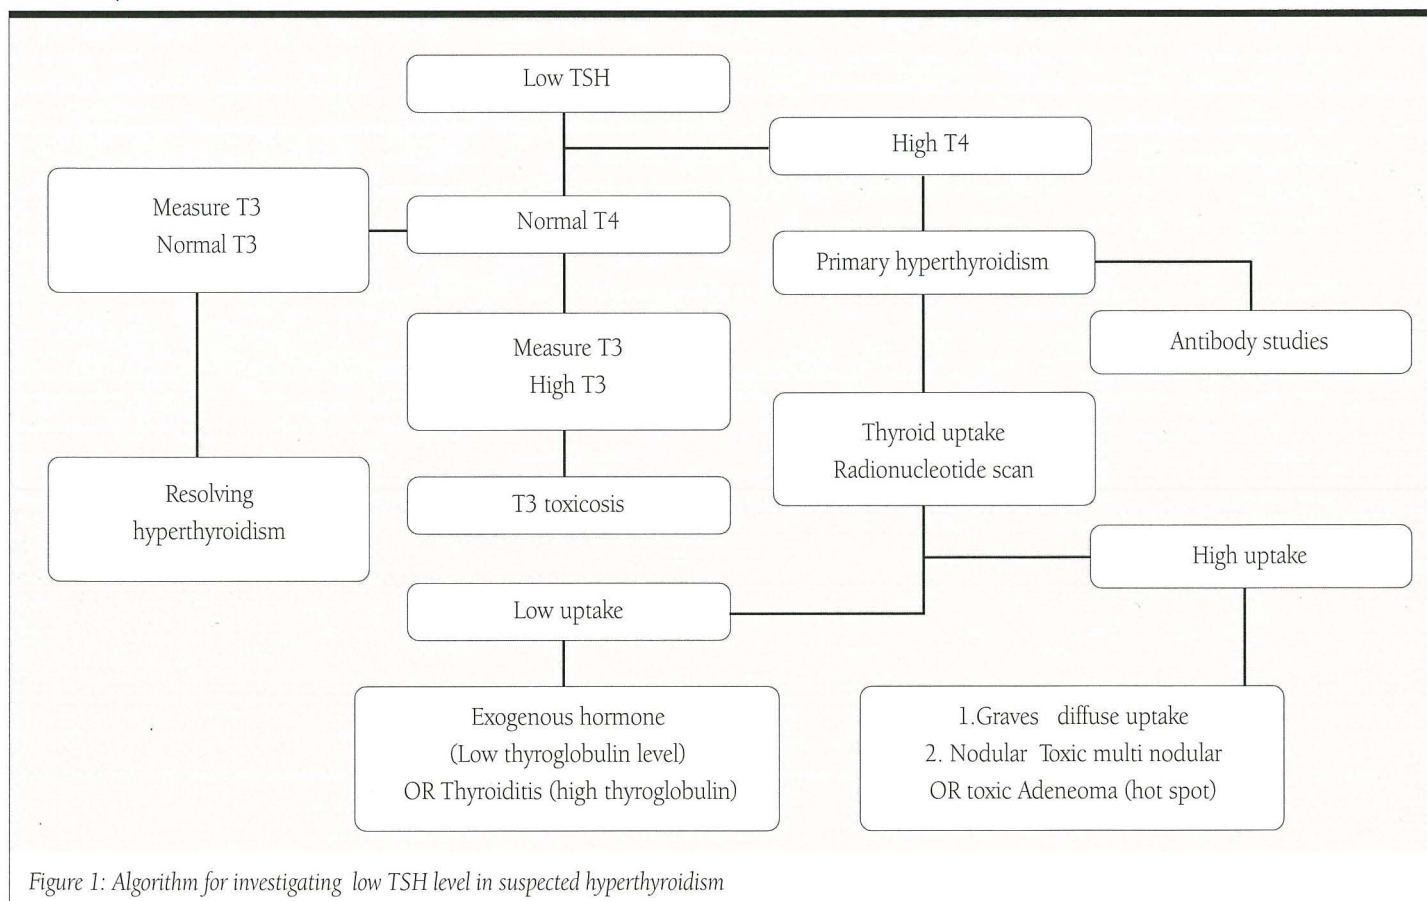 Low TSH
High T4
Measure T3
Normal T3
Normal T4
Primary hyperthyroidism
Antibody studies
Measure T3
High T3
Thyroid uptake
Radionucleotide scan
Resolving
hyperthyroidism
T3 toxicosis
High uptake
Low uptake
Exogenous hormone
(Low thyroglobulin level)
OR Thyroiditis (high thyroglobulin)
1.Graves diffuse uptake
2. Nodular Toxic multi nodular
OR toxic Adeneoma (hot spot)
Figure 1: Algorithm for investigating low TSH level in suspected hyperthyroidism